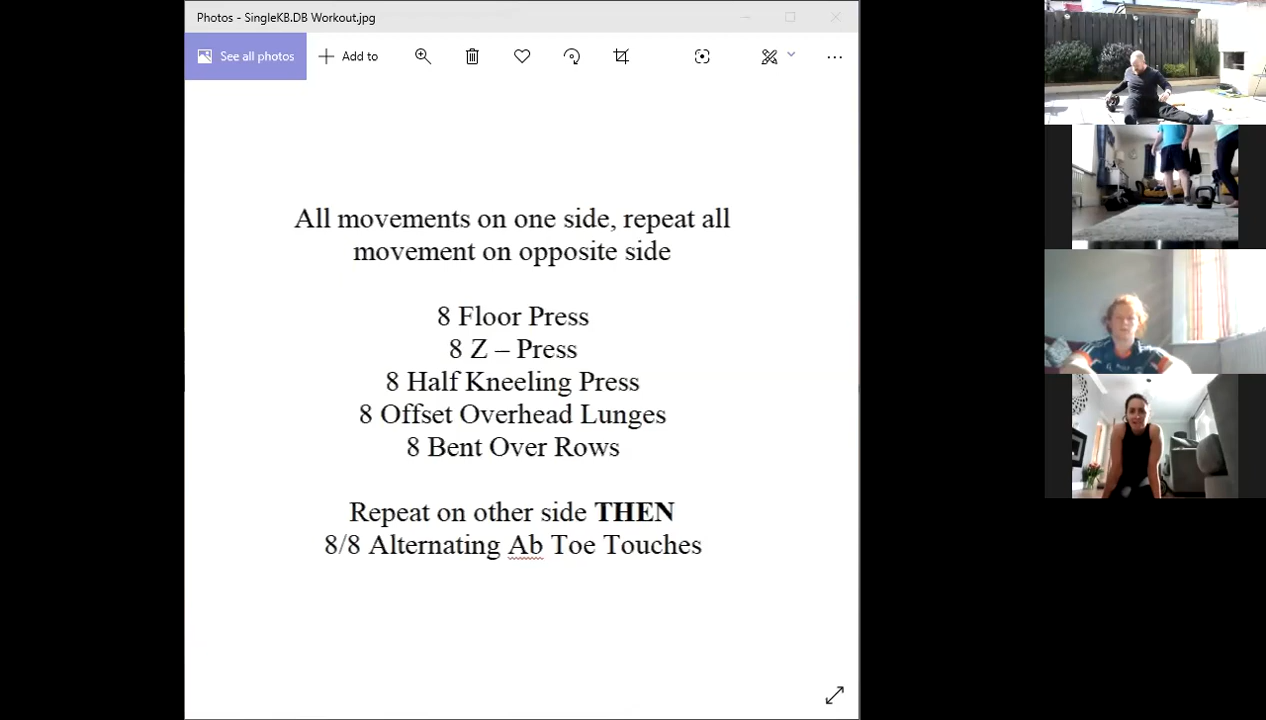 Photos - SingleKB.DB Workout.jpg
See all photos
Add to
All movements on one side, repeat all
movement on opposite side
8 Floor Press
8 Z – Press
8 Half Kneeling Press
8 Offset Overhead Lunges
8 Bent Over Rows
Repeat on other side THEN
8/8 Alternating Ab Toe Touches